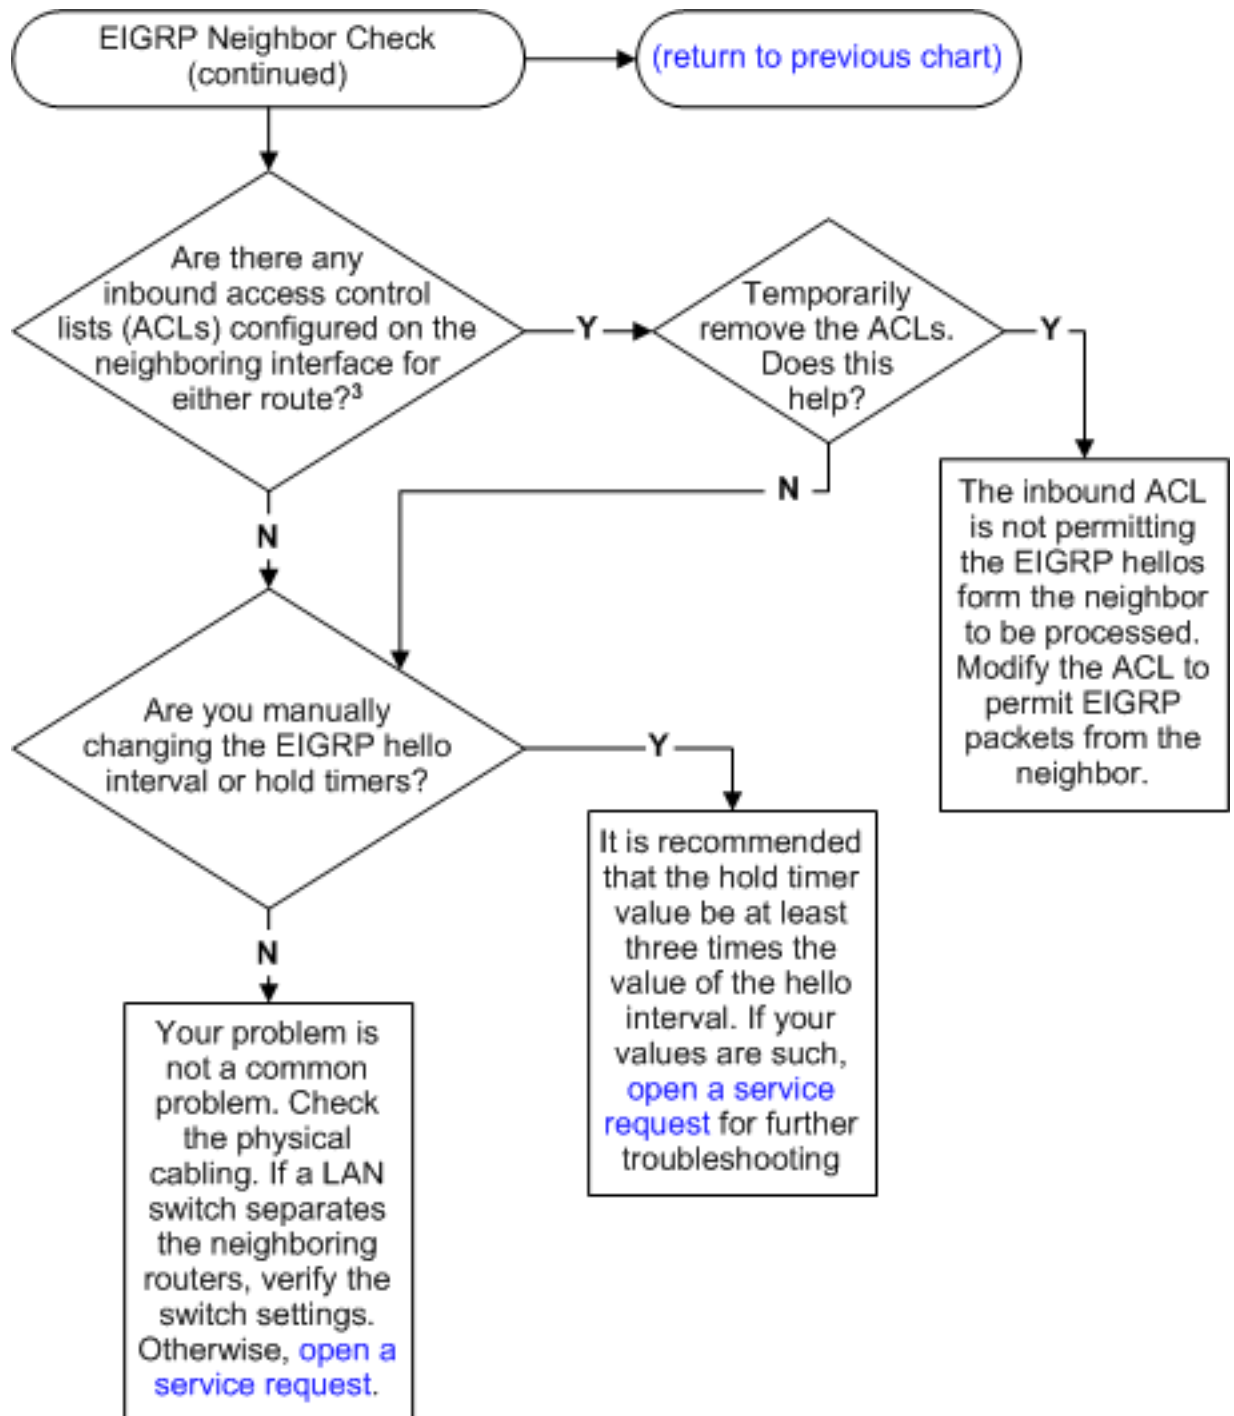 EIGRP Neighbor Check
(continued)
(return to previous chart)
Are there any
inbound access control
lists (ACLs) configured on the
neighboring interface for
either route?³
Y
Temporarily
remove the ACLs.
Does this
help?
Y
N
N
The inbound ACL
is not permitting
the EIGRP hellos
form the neighbor
to be processed.
Modify the ACL to
permit EIGRP
packets from the
neighbor.
Are you manually
changing the EIGRP hello
interval or hold timers?
Y
It is recommended
that the hold timer
value be at least
three times the
value of the hello
interval. If your
values are such,
open a service
request for further
troubleshooting
N
Your problem is
not a common
problem. Check
the physical
cabling. If a LAN
switch separates
the neighboring
routers, verify the
switch settings.
Otherwise, open a
service request.